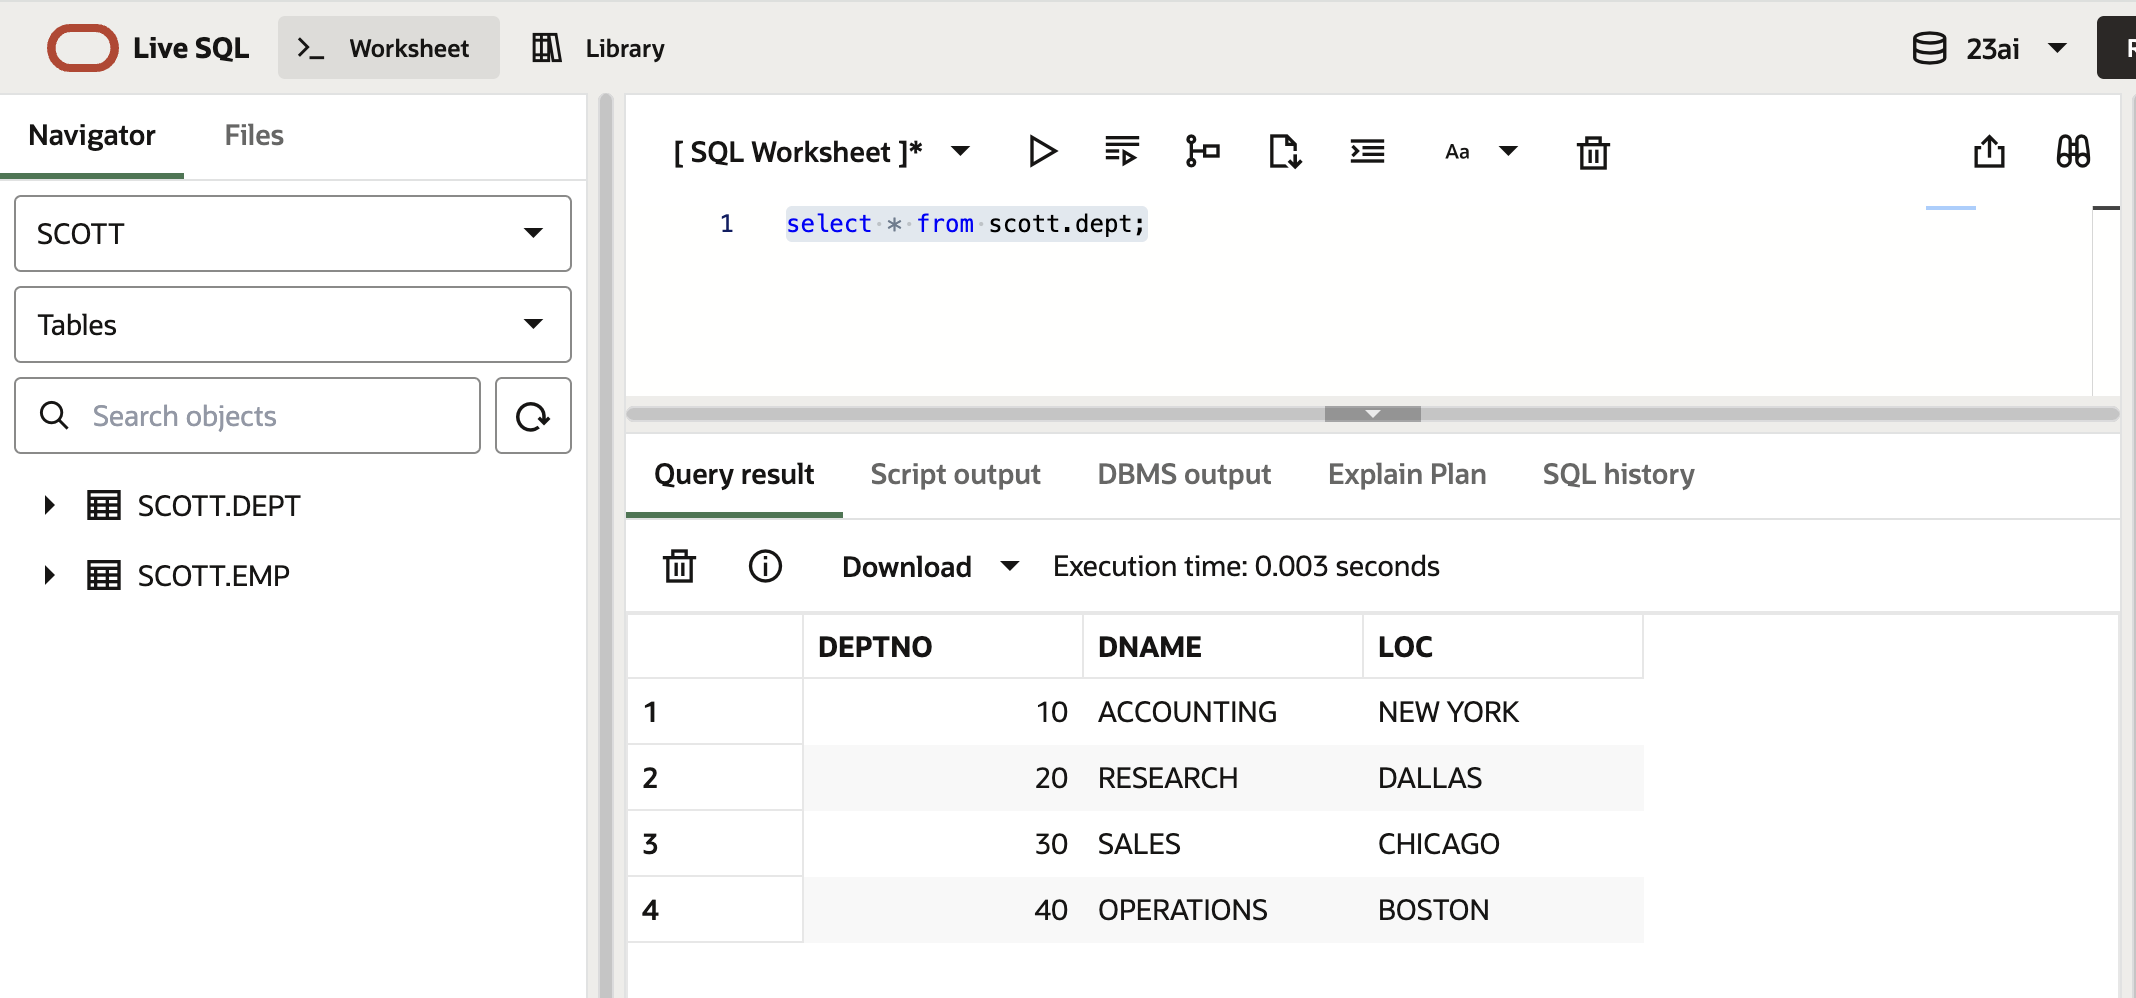 Live SQL Worksheet Library 23ai
Navigator Files
SCOTT
Tables
Search objects
SCOTT.DEPT
SCOTT.EMP
[ SQL Worksheet ]* Aa
1 select * from scott.dept;
Query result Script output DBMS output Explain Plan SQL history
Download Execution time: 0.003 seconds
DEPTNO DNAME LOC
1 10 ACCOUNTING NEW YORK
2 20 RESEARCH DALLAS
3 30 SALES CHICAGO
4 40 OPERATIONS BOSTON